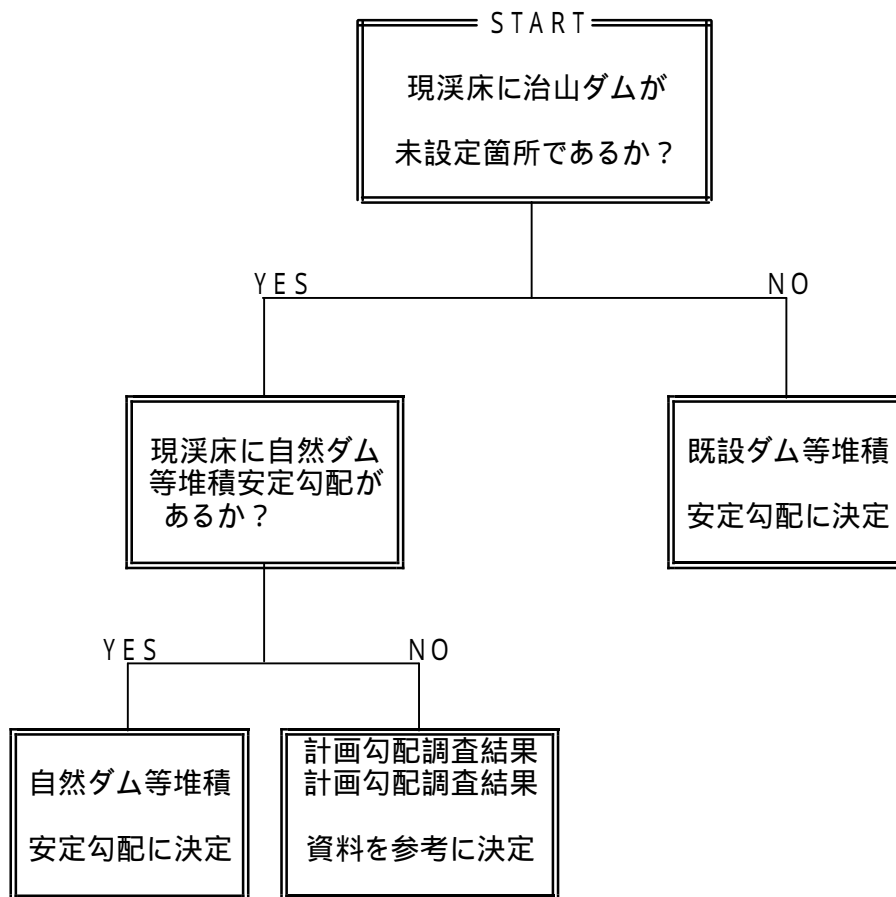 START
現渓床に治山ダムが
未設定箇所であるか？
YES
NO
現渓床に自然ダム
等堆積安定勾配が
あるか？
既設ダム等堆積
安定勾配に決定
YES
NO
自然ダム等堆積
安定勾配に決定
計画勾配調査結果
計画勾配調査結果
資料を参考に決定